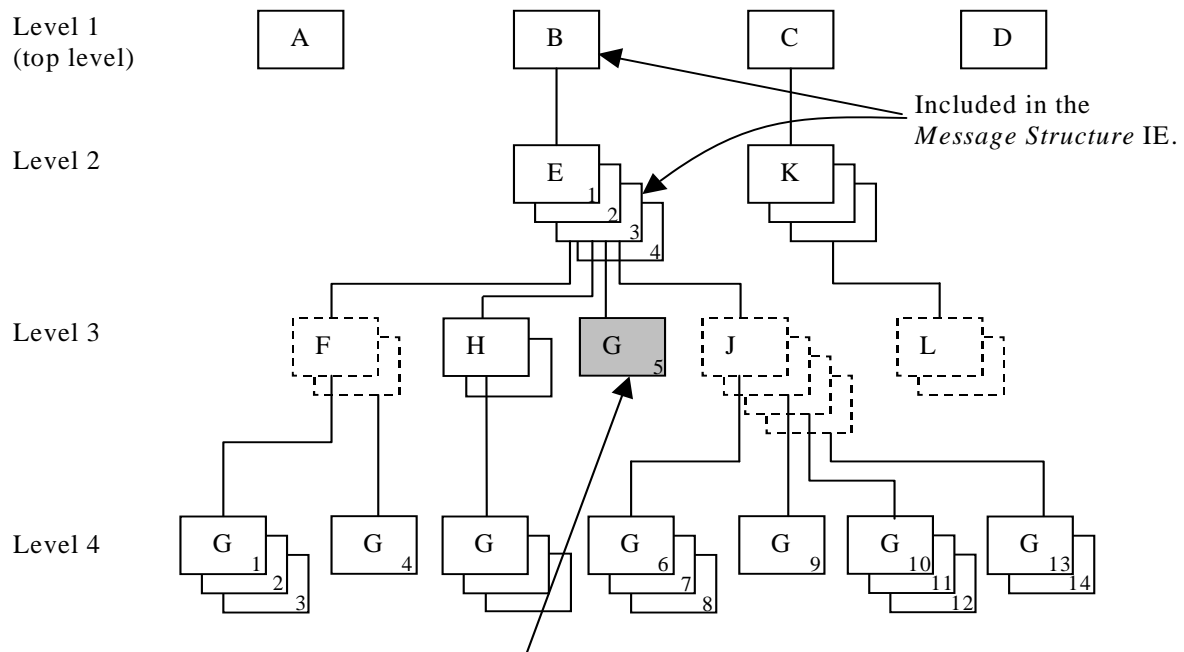 Level 1
(top level)
A
B
C
D
Included in the
Message Structure IE.
Level 2
E
1
2
3
4
K
Level 3
F
H
G
5
J
L
Level 4
G
1
2
3
G
4
G
G
6
7
8
G
9
G
10
11
12
G
13
14